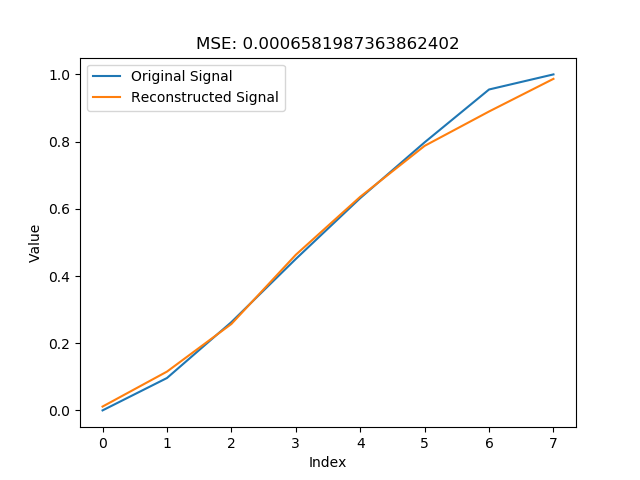 MSE: 0.0006581987363862402
Original Signal
Reconstructed Signal
1.0
0.8
0.6
0.4
0.2
0.0
Value
0 1 2 3 4 5 6 7
Index